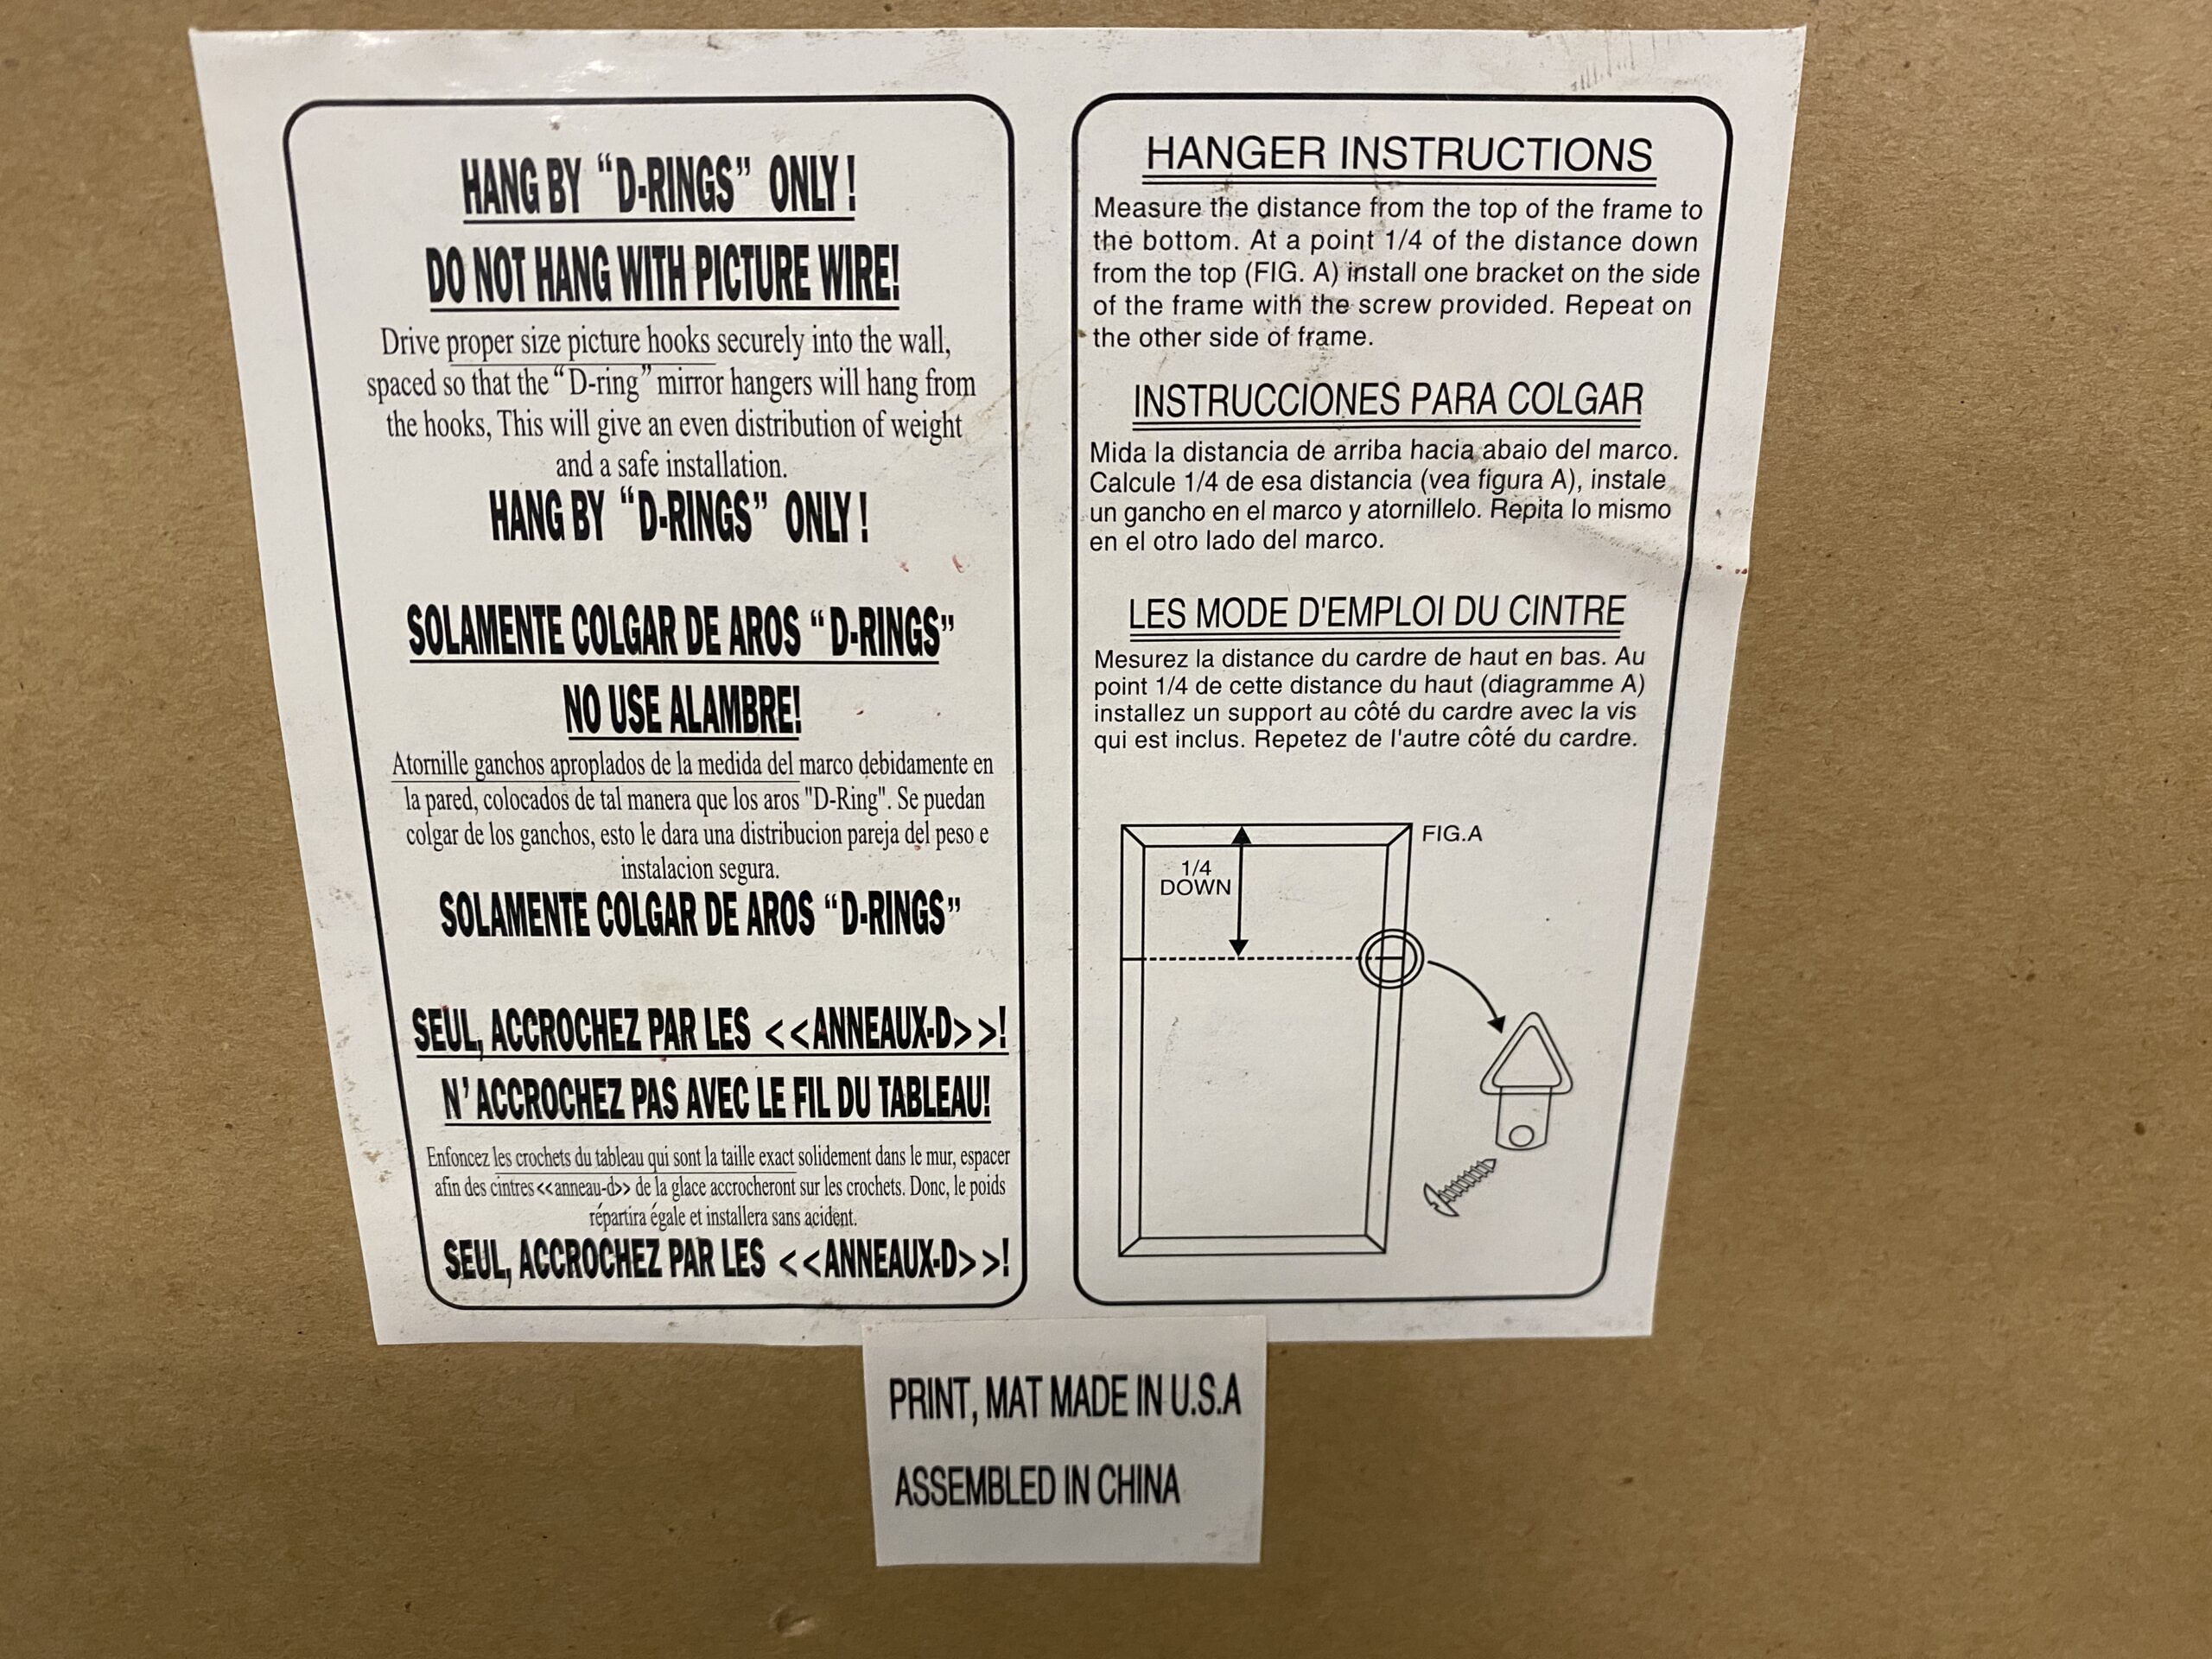 HANG BY “D-RINGS” ONLY !
DO NOT HANG WITH PICTURE WIRE!
Drive proper size picture hooks securely into the wall,
spaced so that the “D-ring” mirror hangers will hang from
the hooks, This will give an even distribution of weight
and a safe installation.
HANG BY “D-RINGS” ONLY !
SOLAMENTE COLGAR DE AROS “D-RINGS”
NO USE ALAMBRE!
Atornille ganchos aproplados de la medida del marco debidamente en
la pared, colocados de tal manera que los aros "D-Ring". Se puedan
colgar de los ganchos, esto le dara una distribucion pareja del peso e
instalacion segura.
SOLAMENTE COLGAR DE AROS “D-RINGS”
SEUL, ACCROCHEZ PAR LES <<ANNEAUX-D>>!
N’ ACCROCHEZ PAS AVEC LE FIL DU TABLEAU!
Enfoncez les crochets du tableau qui sont la taille exact solidement dans le mur, espacer
afin des cintres <<anneau-d>> de la glace accrocheront sur les crochets. Donc, le poids
répartira égale et installera sans acident.
SEUL, ACCROCHEZ PAR LES <<ANNEAUX-D>>!
HANGER INSTRUCTIONS
Measure the distance from the top of the frame to
the bottom. At a point 1/4 of the distance down
from the top (FIG. A) install one bracket on the side
of the frame with the screw provided. Repeat on
the other side of frame.
INSTRUCCIONES PARA COLGAR
Mida la distancia de arriba hacia abaio del marco.
Calcule 1/4 de esa distancia (vea figura A), instale
un gancho en el marco y atornillelo. Repita lo mismo
en el otro lado del marco.
LES MODE D'EMPLOI DU CINTRE
Mesurez la distance du cardre de haut en bas. Au
point 1/4 de cette distance du haut (diagramme A)
installez un support au côté du cardre avec la vis
qui est inclus. Repetez de l'autre côté du cardre.
FIG.A
1/4
DOWN
PRINT, MAT MADE IN U.S.A
ASSEMBLED IN CHINA